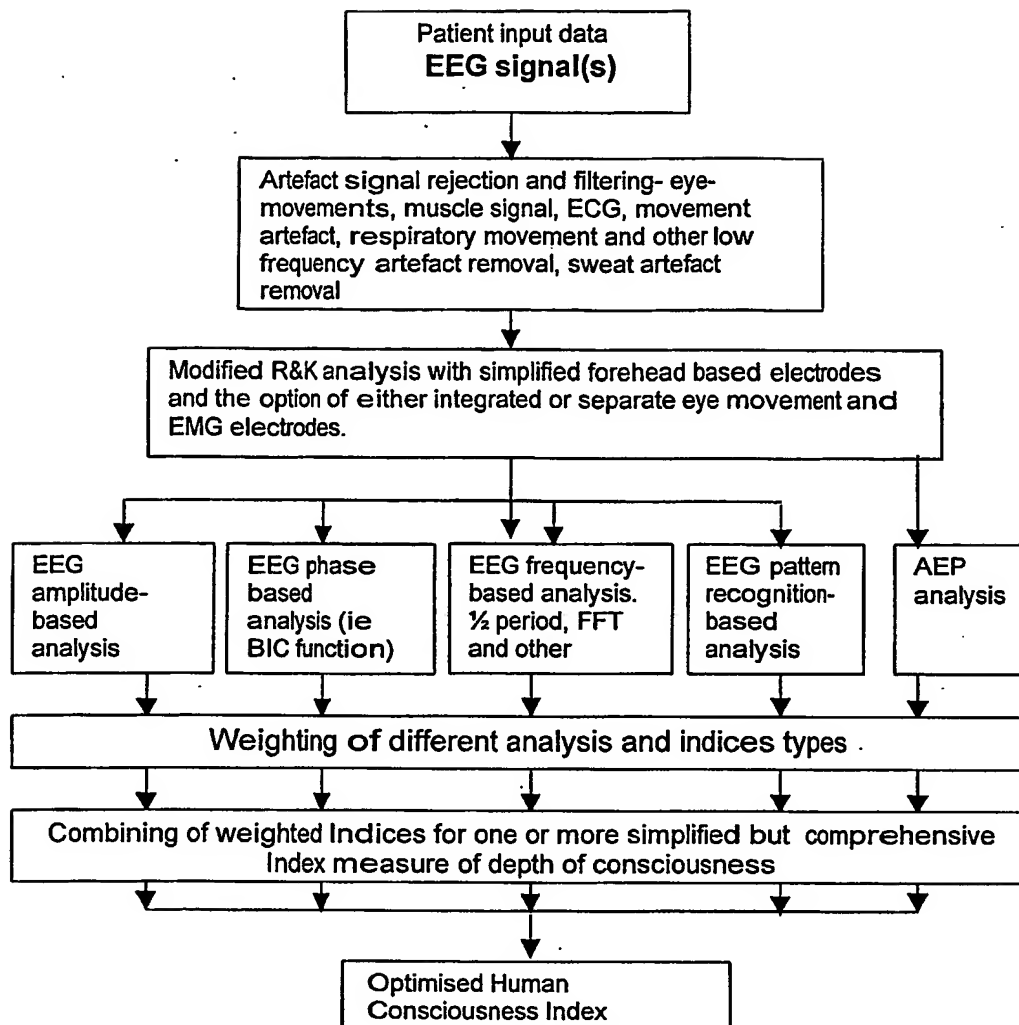 Patient input data
EEG signal(s)
Artefact signal rejection and filtering- eye-
movements, muscle signal, ECG, movement
artefact, respiratory movement and other low
frequency artefact removal, sweat artefact
removal
Modified R&K analysis with simplified forehead based electrodes
and the option of either integrated or separate eye movement and
EMG electrodes.
EEG
amplitude-
based
analysis
EEG phase
based
analysis (ie
BIC function)
EEG frequency-
based analysis.
½ period, FFT
and other
EEG pattern
recognition-
based
analysis
AEP
analysis
Weighting of different analysis and indices types
Combining of weighted Indices for one or more simplified but comprehensive
Index measure of depth of consciousness
Optimised Human
Consciousness Index